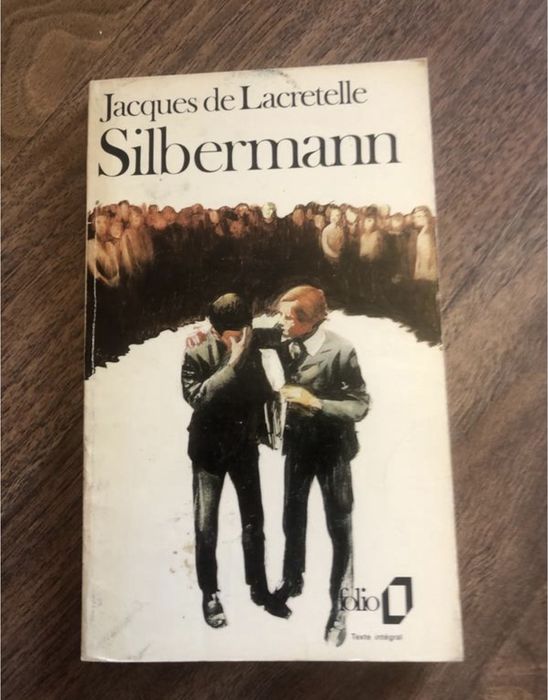 Jacques de Lacretelle
Silbermann
folio
Texte intégral